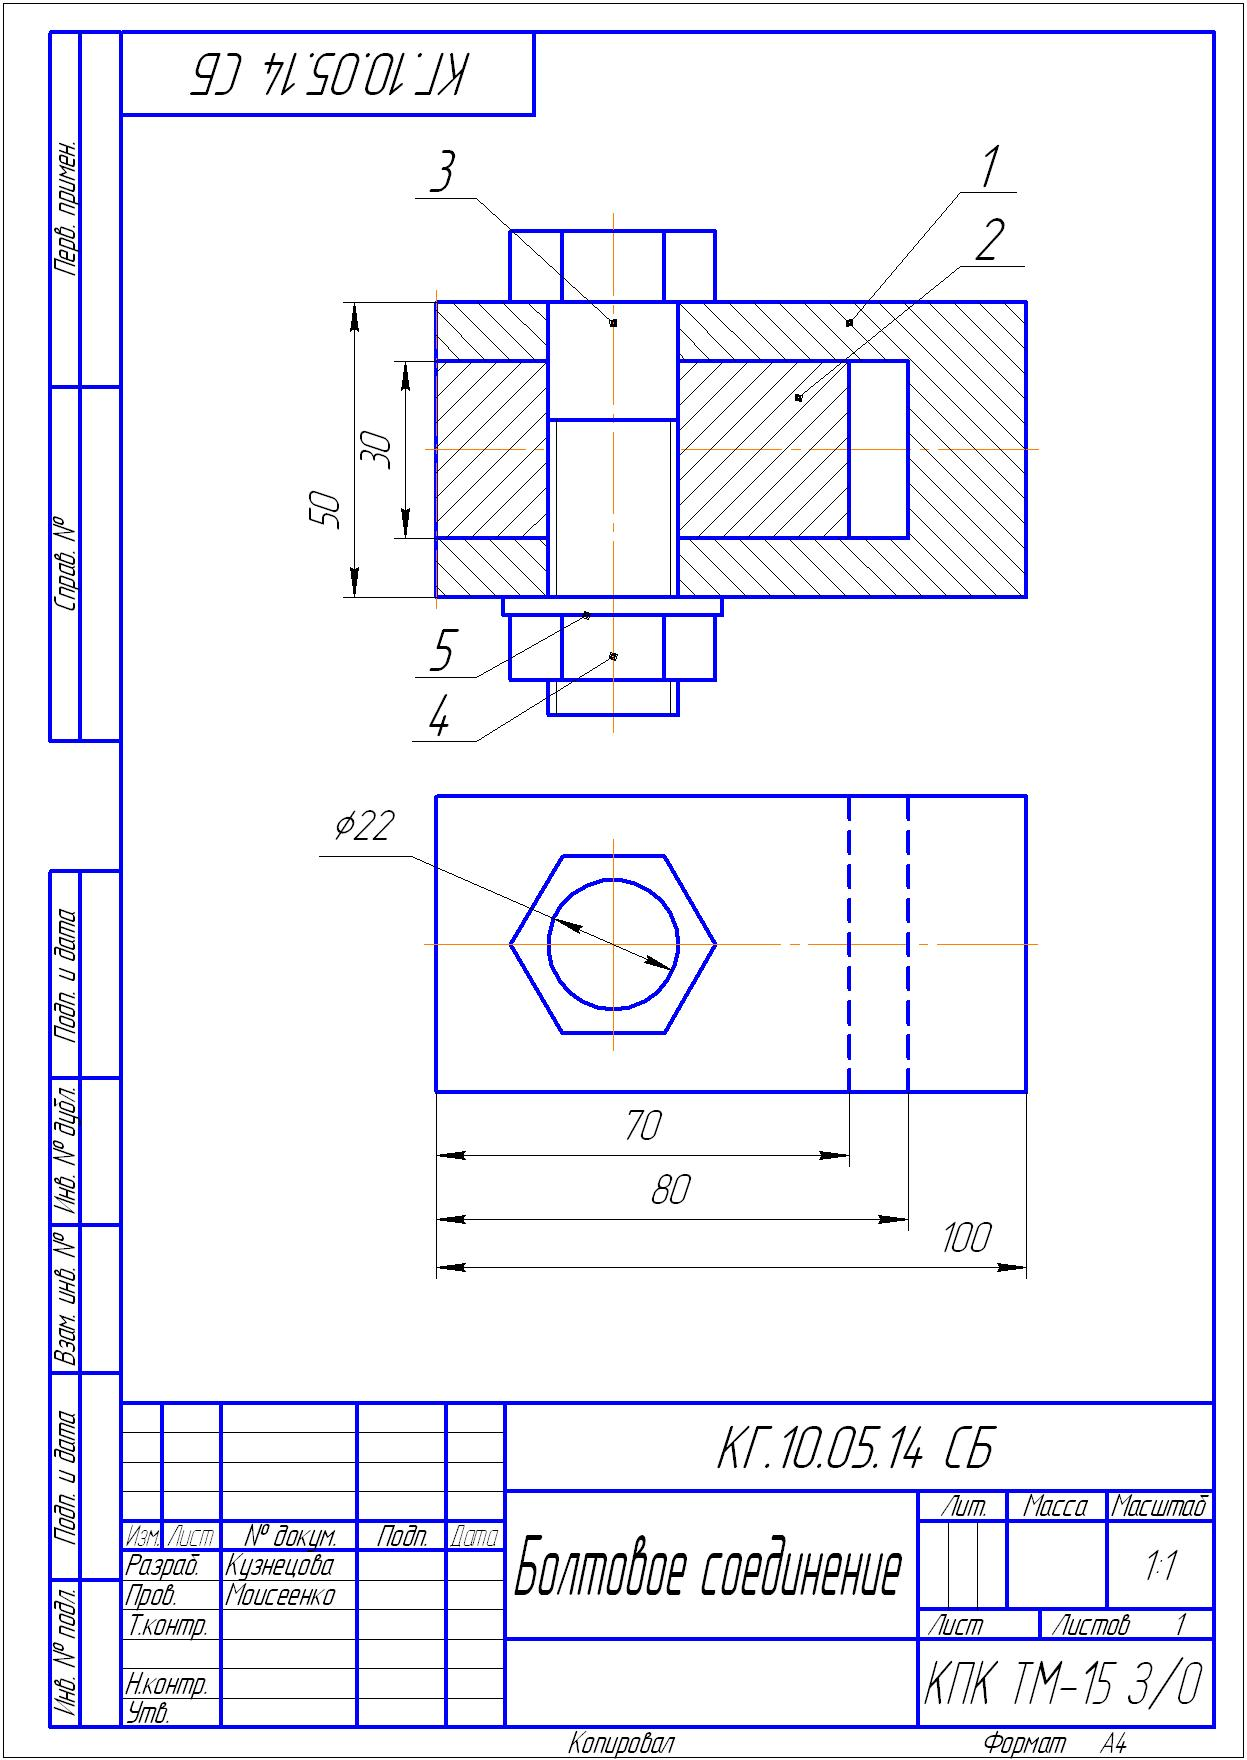 КГ.10.05.14 СБ
Перв. примен.
Справ. №
Подп. и дата
Инв. № дубл.
Взам. инв. №
Подп. и дата
Инв. № подл.
3
1
2
30
50
5
4
⌀22
70
80
100
КГ.10.05.14 СБ
Лит. Масса Масштаб
Изм. Лист № докум. Подп. Дата
Разраб. Кузнецова
Пров. Моисеенко
Т.контр.
Н.контр.
Утв.
Болтовое соединение
1:1
Лист Листов 1
КПК ТМ-15 З/О
Копировал Формат А4